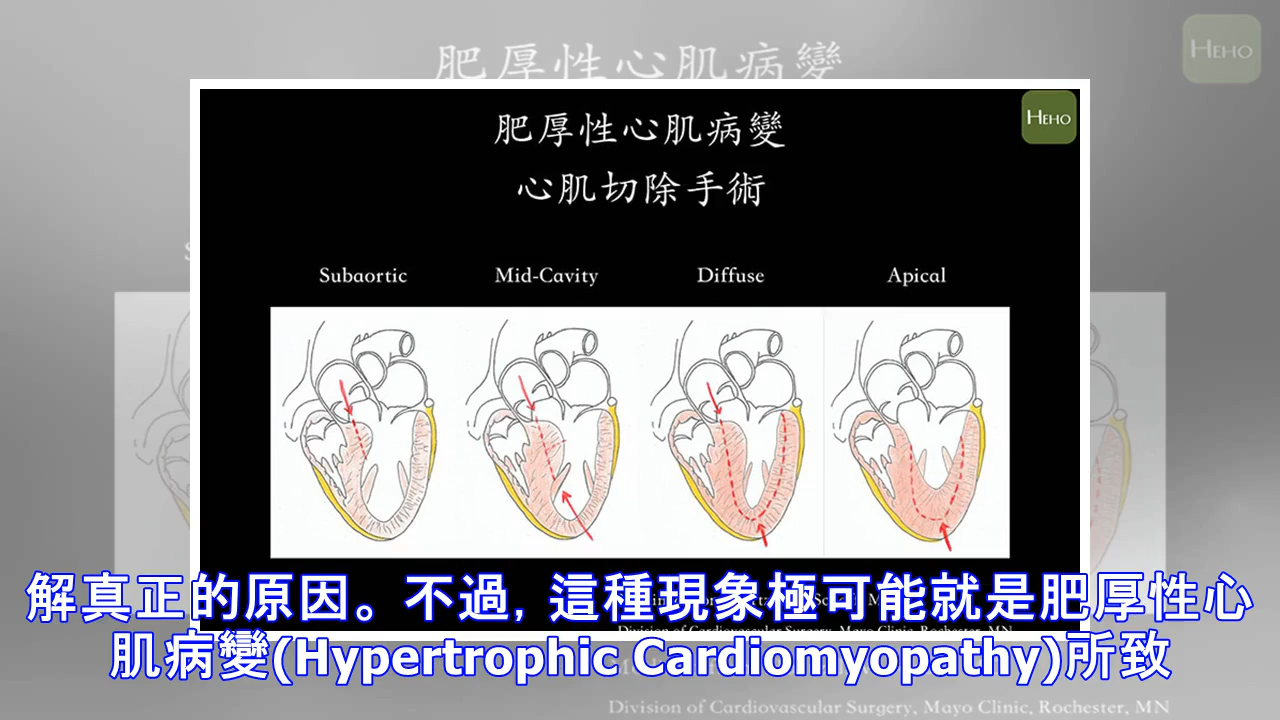 肥厚性心肌病變
HEHO
肥厚性心肌病變
HEHO
心肌切除手術
Subaortic
Mid-Cavity
Diffuse
Apical
解真正的原因。不過，這種現象極可能就是肥厚性心
肌病變(Hypertrophic Cardiomyopathy)所致
Division of Cardiovascular Surgery, Mayo Clinic, Rochester, MN
Division of Cardiovascular Surgery, Mayo Clinic, Rochester, MN